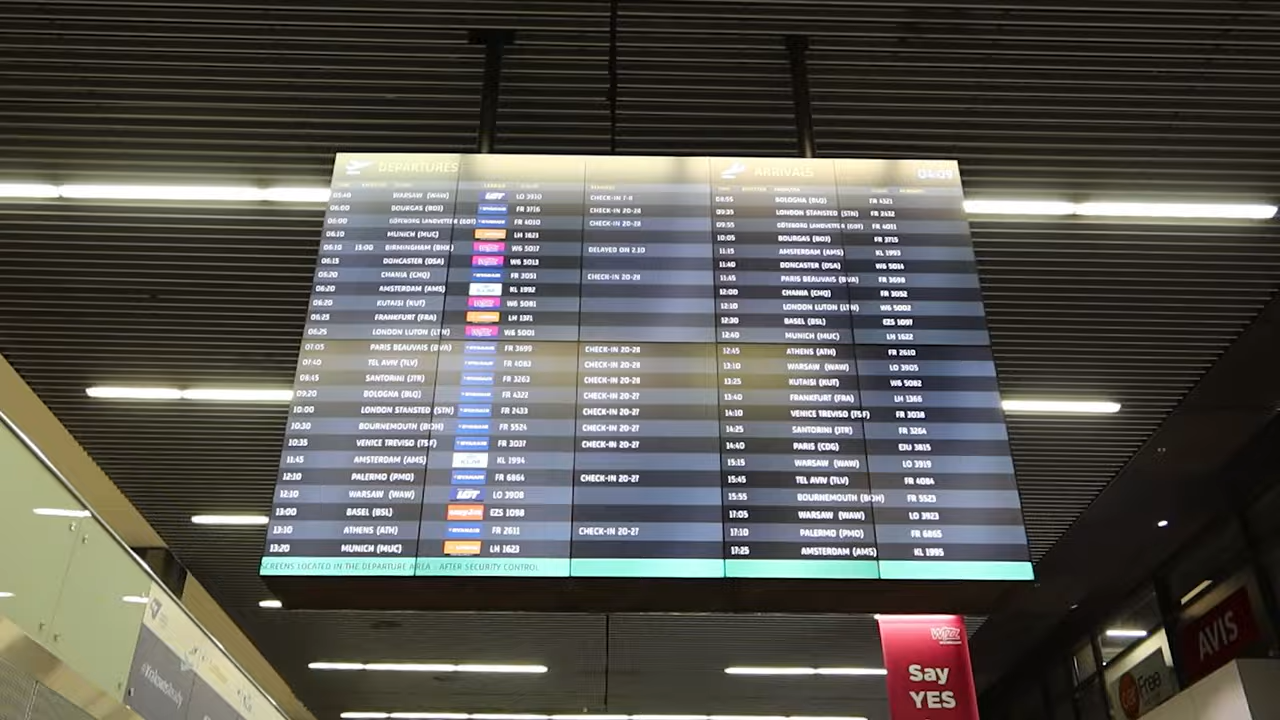 DEPARTURES
05:40 WARSAW (WAW) LOT LO 3910 CHECK-IN 7-8
06:00 BOURGAS (BOJ) FR 3716 CHECK-IN 20-28
06:00 GÖTEBORG LANDVETTER (GOT) FR 4010 CHECK-IN 20-28
06:10 MUNICH (MUC) LH 1621
06:10 13:00 BIRMINGHAM (BHX) W6 5017 DELAYED ON 2.10
06:15 DONCASTER (DSA) W6 5013
06:20 CHANIA (CHQ) FR 3051 CHECK-IN 20-28
06:20 AMSTERDAM (AMS) KLM KL 1992
06:20 KUTAISI (KUT) W6 5081
06:25 FRANKFURT (FRA) LH 1371
06:25 LONDON LUTON (LTN) W6 5001
07:05 PARIS BEAUVAIS (BVA) FR 3699 CHECK-IN 20-28
07:40 TEL AVIV (TLV) FR 4083 CHECK-IN 20-28
08:45 SANTORINI (JTR) FR 3263 CHECK-IN 20-28
09:20 BOLOGNA (BLQ) FR 4322 CHECK-IN 20-27
10:00 LONDON STANSTED (STN) FR 2433 CHECK-IN 20-27
10:30 BOURNEMOUTH (BOH) FR 5524 CHECK-IN 20-27
10:35 VENICE TREVISO (TSF) FR 3037 CHECK-IN 20-27
11:45 AMSTERDAM (AMS) KLM KL 1994
12:10 PALERMO (PMO) FR 6864 CHECK-IN 20-27
12:10 WARSAW (WAW) LOT LO 3908
13:00 BASEL (BSL) easyJet EZS 1098
13:10 ATHENS (ATH) FR 2611 CHECK-IN 20-27
13:20 MUNICH (MUC) LH 1623
SCREENS LOCATED IN THE DEPARTURE AREA - AFTER SECURITY CONTROL
ARRIVALS 04:09
08:55 BOLOGNA (BLQ) FR 4321
09:35 LONDON STANSTED (STN) FR 2432
09:55 GÖTEBORG LANDVETTER (GOT) FR 4011
10:05 BOURGAS (BOJ) FR 3715
11:15 AMSTERDAM (AMS) KL 1993
11:40 DONCASTER (DSA) W6 5014
11:45 PARIS BEAUVAIS (BVA) FR 3698
12:00 CHANIA (CHQ) FR 3052
12:10 LONDON LUTON (LTN) W6 5002
12:30 BASEL (BSL) EZS 1097
12:40 MUNICH (MUC) LH 1622
12:45 ATHENS (ATH) FR 2610
13:10 WARSAW (WAW) LO 3905
13:25 KUTAISI (KUT) W6 5082
13:40 FRANKFURT (FRA) LH 1366
14:10 VENICE TREVISO (TSF) FR 3038
14:25 SANTORINI (JTR) FR 3264
14:40 PARIS (CDG) EJU 3815
15:15 WARSAW (WAW) LO 3919
15:45 TEL AVIV (TLV) FR 4084
15:55 BOURNEMOUTH (BOH) FR 5523
17:05 WARSAW (WAW) LO 3923
17:10 PALERMO (PMO) FR 6865
17:25 AMSTERDAM (AMS) KL 1995
Wizz
Say
YES
AVIS
Free